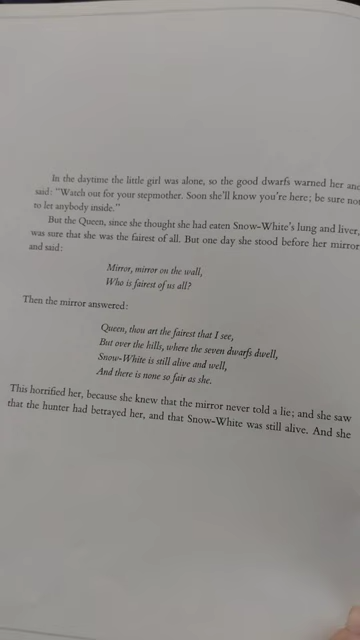 In the daytime the little girl was alone, so the good dwarfs warned her and
said: "Watch out for your stepmother. Soon she'll know you're here; be sure not
to let anybody inside."
But the Queen, since she thought she had eaten Snow-White's lung and liver,
was sure that she was the fairest of all. But one day she stood before her mirror
and said:
Mirror, mirror on the wall,
Who is fairest of us all?
Then the mirror answered:
Queen, thou art the fairest that I see,
But over the hills, where the seven dwarfs dwell,
Snow-White is still alive and well,
And there is none so fair as she.
This horrified her, because she knew that the mirror never told a lie; and she saw
that the hunter had betrayed her, and that Snow-White was still alive. And she